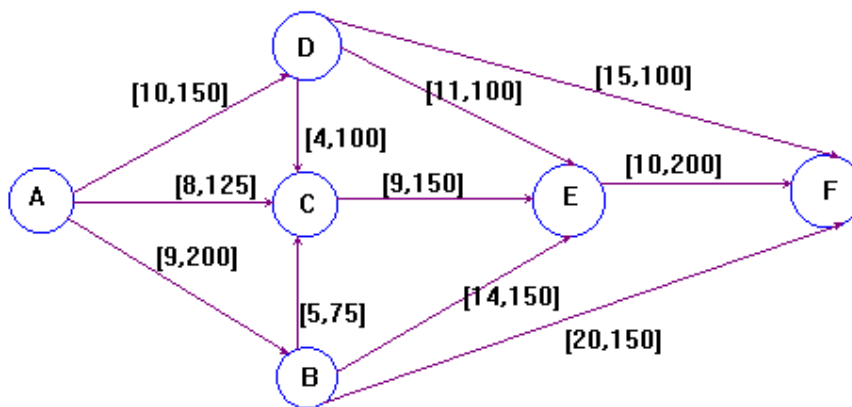 D
[10,150]
[11,100]
[15,100]
[4,100]
A
[8,125]
C
[9,150]
E
[10,200]
F
[9,200]
[5,75]
[14,150]
[20,150]
B